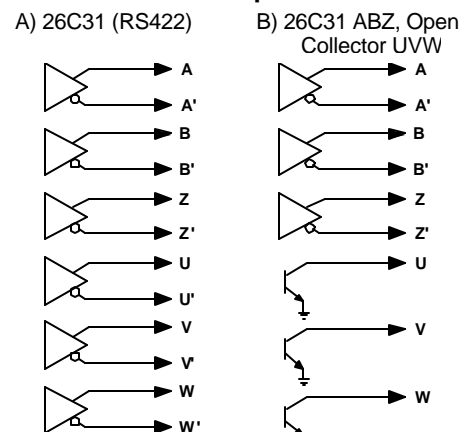 A) 26C31 (RS422)
A
A'
B
B'
Z
Z'
U
U'
V
V'
W
W'
B) 26C31 ABZ, Open
Collector UVW
A
A'
B
B'
Z
Z'
U
V
W